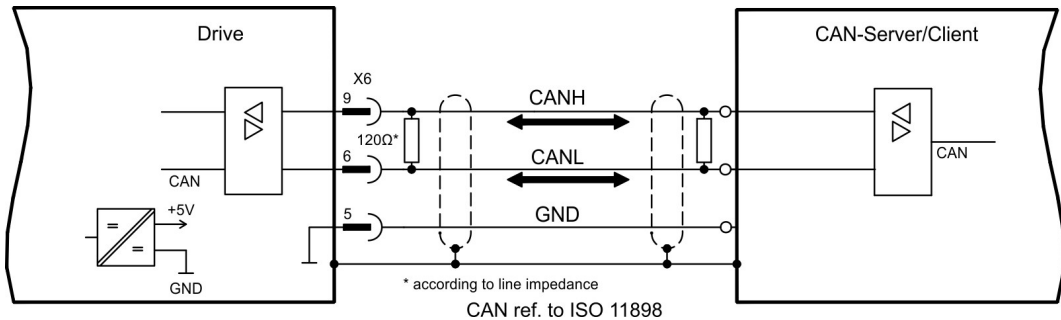 Drive
CAN-Server/Client
X6
9
CANH
120Ω*
6
CANL
CAN
CAN
+5V
5
GND
=
=
GND
* according to line impedance
CAN ref. to ISO 11898